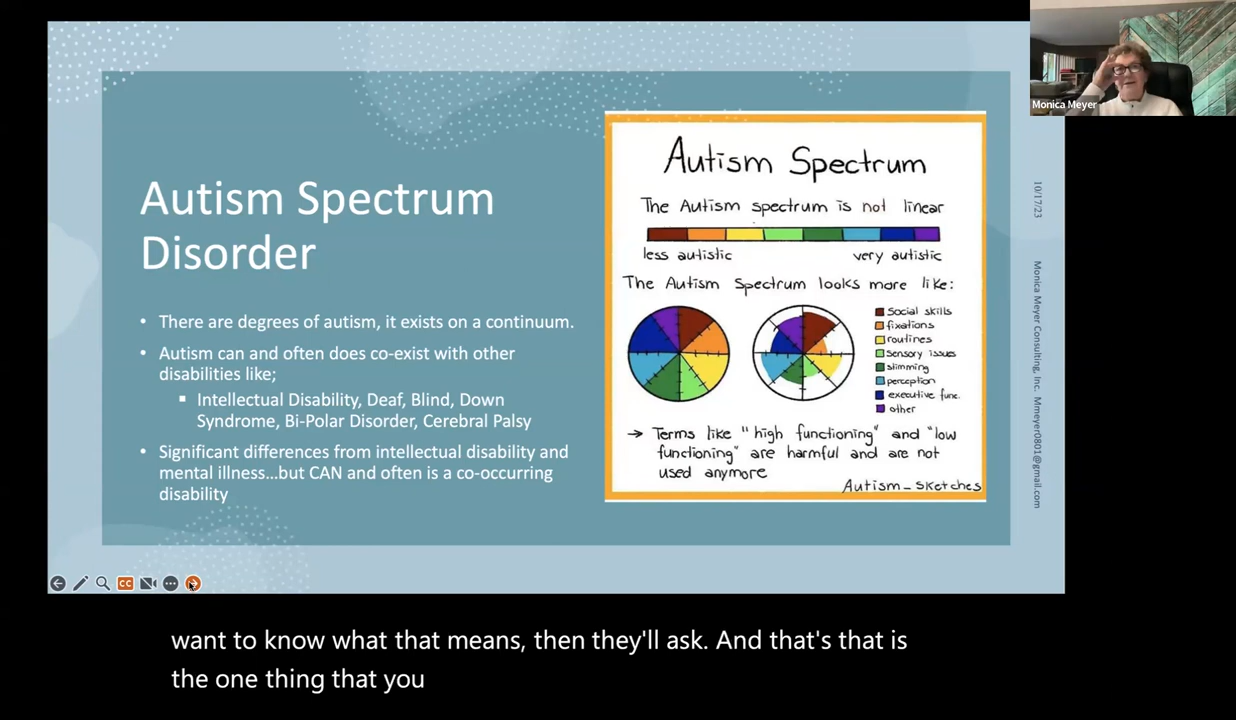 Autism Spectrum
Disorder
• There are degrees of autism, it exists on a continuum.
• Autism can and often does co-exist with other
disabilities like;
▪ Intellectual Disability, Deaf, Blind, Down
Syndrome, Bi-Polar Disorder, Cerebral Palsy
• Significant differences from intellectual disability and
mental illness...but CAN and often is a co-occurring
disability
Autism Spectrum
The Autism spectrum is not linear
less autistic
very autistic
The Autism Spectrum looks more like:
Social skills
fixations
routines
Sensory issues
stimming
perception
executive func.
other
→ Terms like "high functioning" and "low
functioning" are harmful and are not
used anymore
Autism_sketches
10/17/23
Monica Meyer Consulting, Inc. Mmeyer0801@gmail.com
Monica Meyer
CC
want to know what that means, then they'll ask. And that's that is
the one thing that you